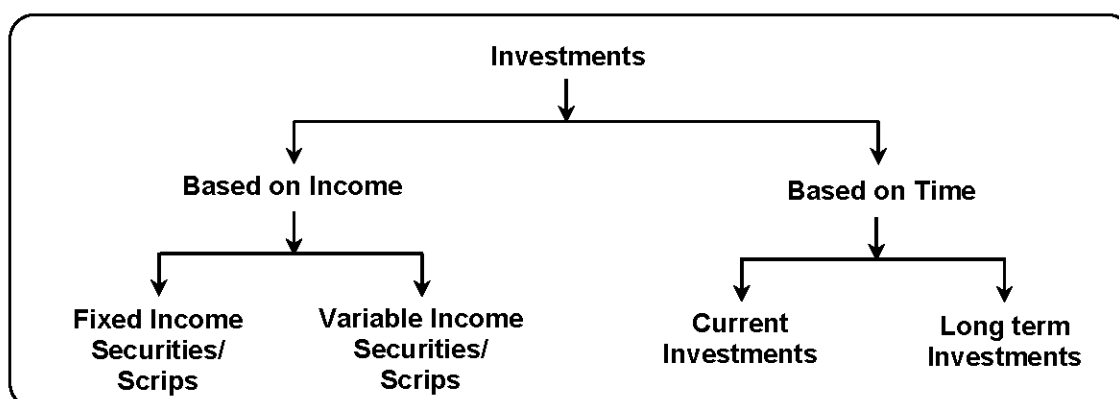 Investments
Based on Income
Based on Time
Fixed Income
Securities/
Scrips
Variable Income
Securities/
Scrips
Current
Investments
Long term
Investments